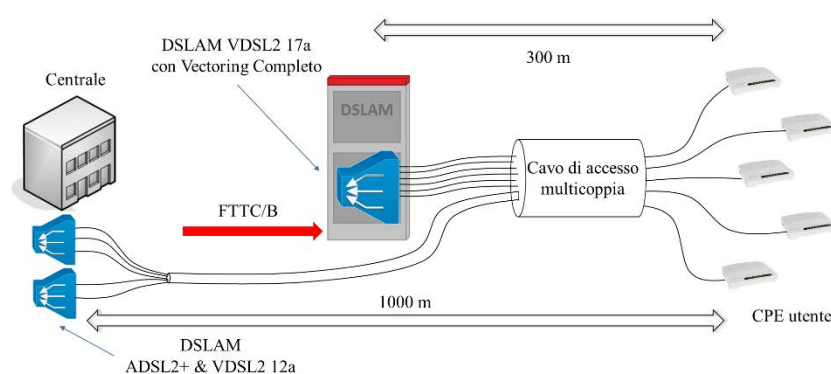 DSLAM VDSL2 17a
con Vectoring Completo
300 m
Centrale
DSLAM
Cavo di accesso
multicoppia
FTTC/B
1000 m
CPE utente
DSLAM
ADSL2+ & VDSL2 12a